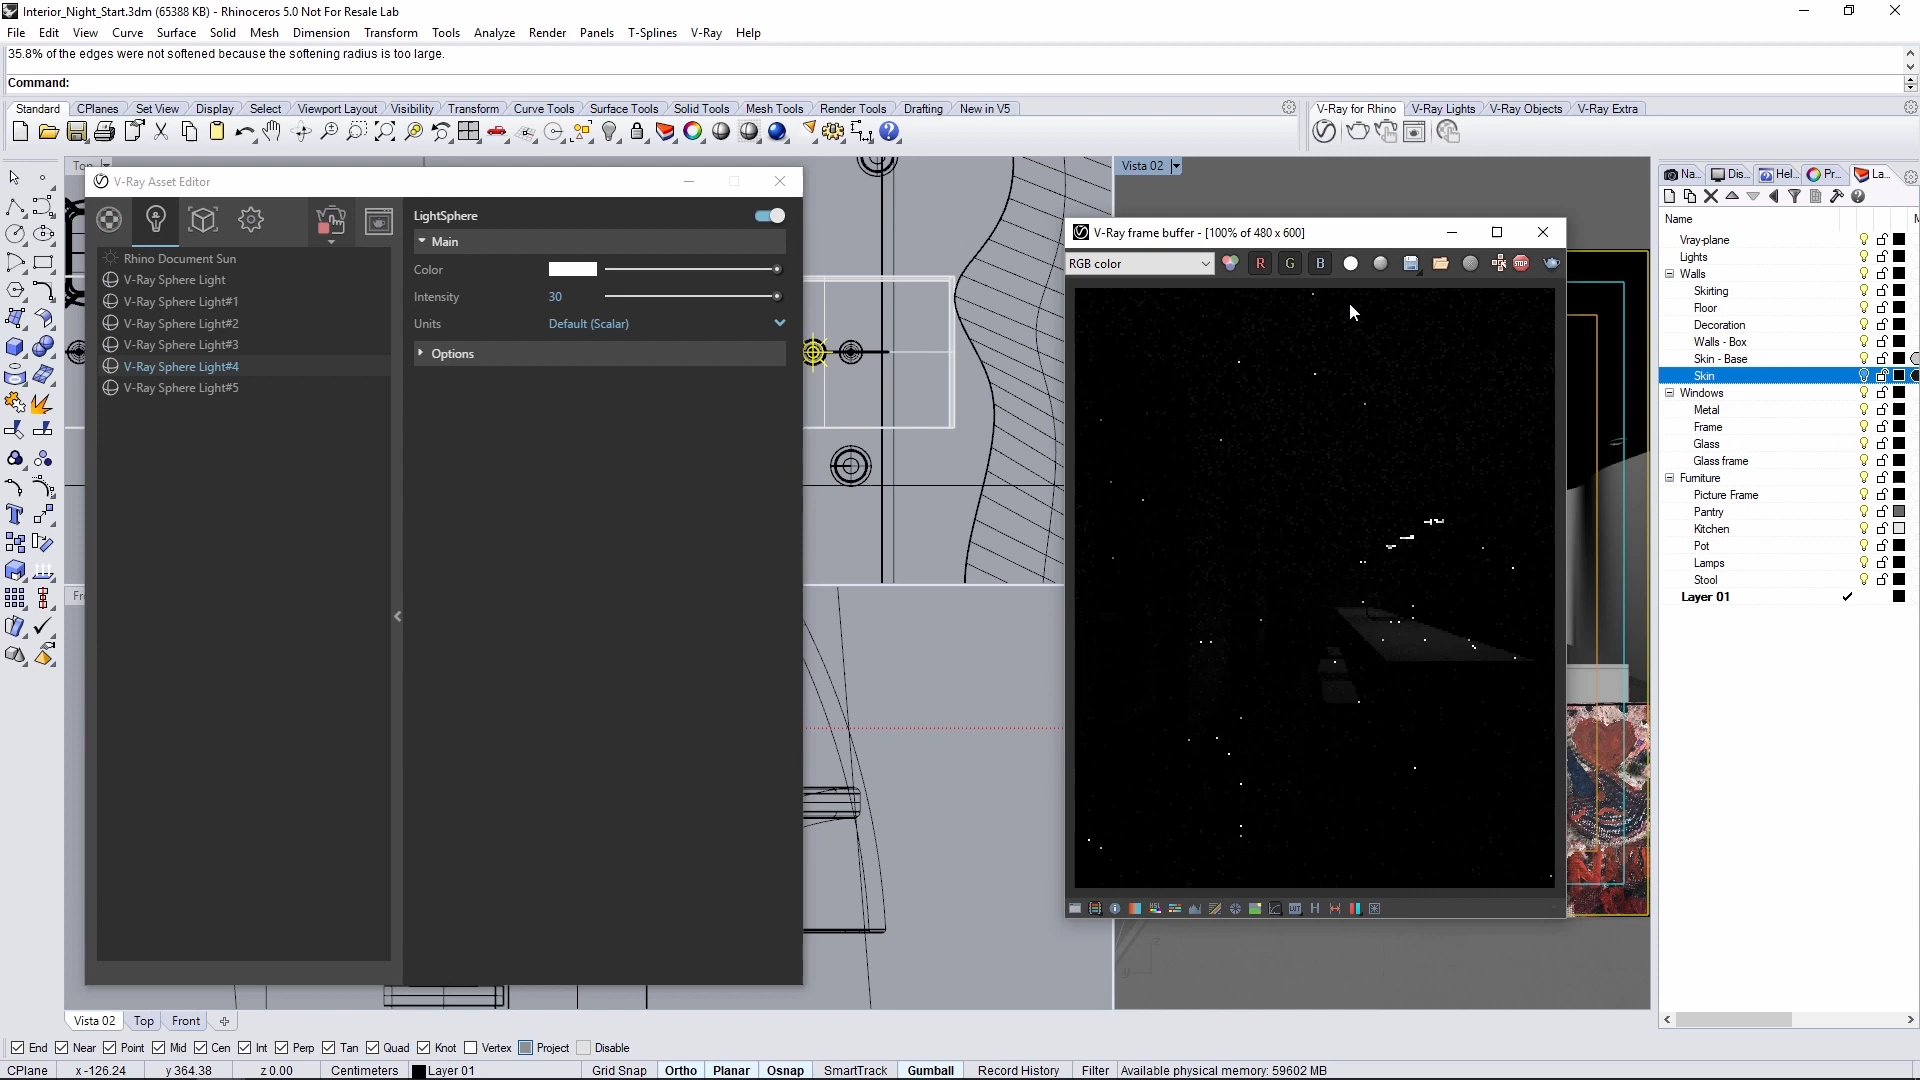 Interior_Night_Start.3dm (65388 KB) - Rhinoceros 5.0 Not For Resale Lab
File Edit View Curve Surface Solid Mesh Dimension Transform Tools Analyze Render Panels T-Splines V-Ray Help
35.8% of the edges were not softened because the softening radius is too large.
Command:
Standard CPlanes Set View Display Select Viewport Layout Visibility Transform Curve Tools Surface Tools Solid Tools Mesh Tools Render Tools Drafting New in V5
V-Ray for Rhino V-Ray Lights V-Ray Objects V-Ray Extra
Top
Vista 02
Na... Dis... Hel... Pr... La...
V-Ray Asset Editor
Name
LightSphere
Main
Color
Intensity 30
Units Default (Scalar)
Options
Rhino Document Sun
V-Ray Sphere Light
V-Ray Sphere Light#1
V-Ray Sphere Light#2
V-Ray Sphere Light#3
V-Ray Sphere Light#4
V-Ray Sphere Light#5
V-Ray frame buffer - [100% of 480 x 600]
RGB color
R G B
STOP
HSL
LUT
H
Vray-plane
Lights
Walls
Skirting
Floor
Decoration
Walls - Box
Skin - Base
Skin
Windows
Metal
Frame
Glass
Glass frame
Furniture
Picture Frame
Pantry
Kitchen
Pot
Lamps
Stool
Layer 01
Fr
z
y
Vista 02 Top Front
End Near Point Mid Cen Int Perp Tan Quad Knot Vertex Project Disable
CPlane x -126.24 y 364.38 z 0.00 Centimeters Layer 01 Grid Snap Ortho Planar Osnap SmartTrack Gumball Record History Filter Available physical memory: 59602 MB